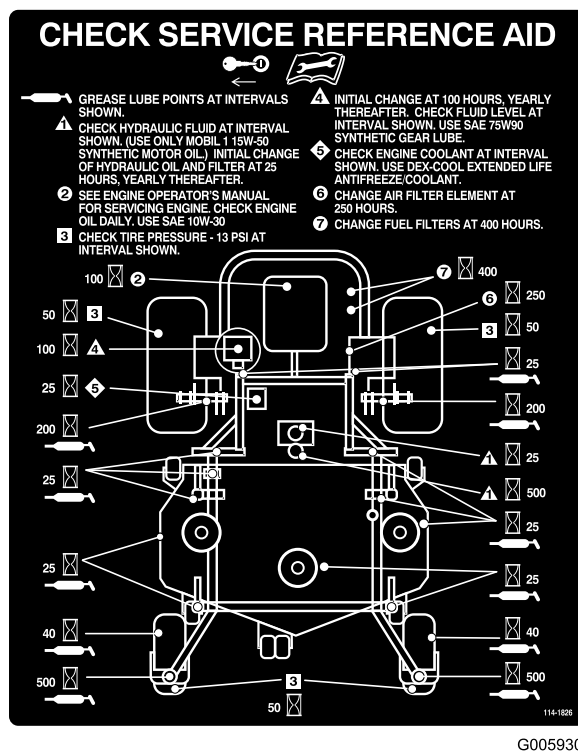 CHECK SERVICE REFERENCE AID
GREASE LUBE POINTS AT INTERVALS
SHOWN.
1 CHECK HYDRAULIC FLUID AT INTERVAL
SHOWN. (USE ONLY MOBIL 1 15W-50
SYNTHETIC MOTOR OIL.) INITIAL CHANGE
OF HYDRAULIC OIL AND FILTER AT 25
HOURS, YEARLY THEREAFTER.
2 SEE ENGINE OPERATOR'S MANUAL
FOR SERVICING ENGINE. CHECK ENGINE
OIL DAILY. USE SAE 10W-30
3 CHECK TIRE PRESSURE - 13 PSI AT
INTERVAL SHOWN.
4 INITIAL CHANGE AT 100 HOURS, YEARLY
THEREAFTER. CHECK FLUID LEVEL AT
INTERVAL SHOWN. USE SAE 75W90
SYNTHETIC GEAR LUBE.
5 CHECK ENGINE COOLANT AT INTERVAL
SHOWN. USE DEX-COOL EXTENDED LIFE
ANTIFREEZE/COOLANT.
6 CHANGE AIR FILTER ELEMENT AT
250 HOURS.
7 CHANGE FUEL FILTERS AT 400 HOURS.
100 2
7 400
6 250
50 3
3 50
100 4
25
25 5
200
200
1 25
25
1 500
25
25
25
40
40
500
500
3
50
114-1826
G005930